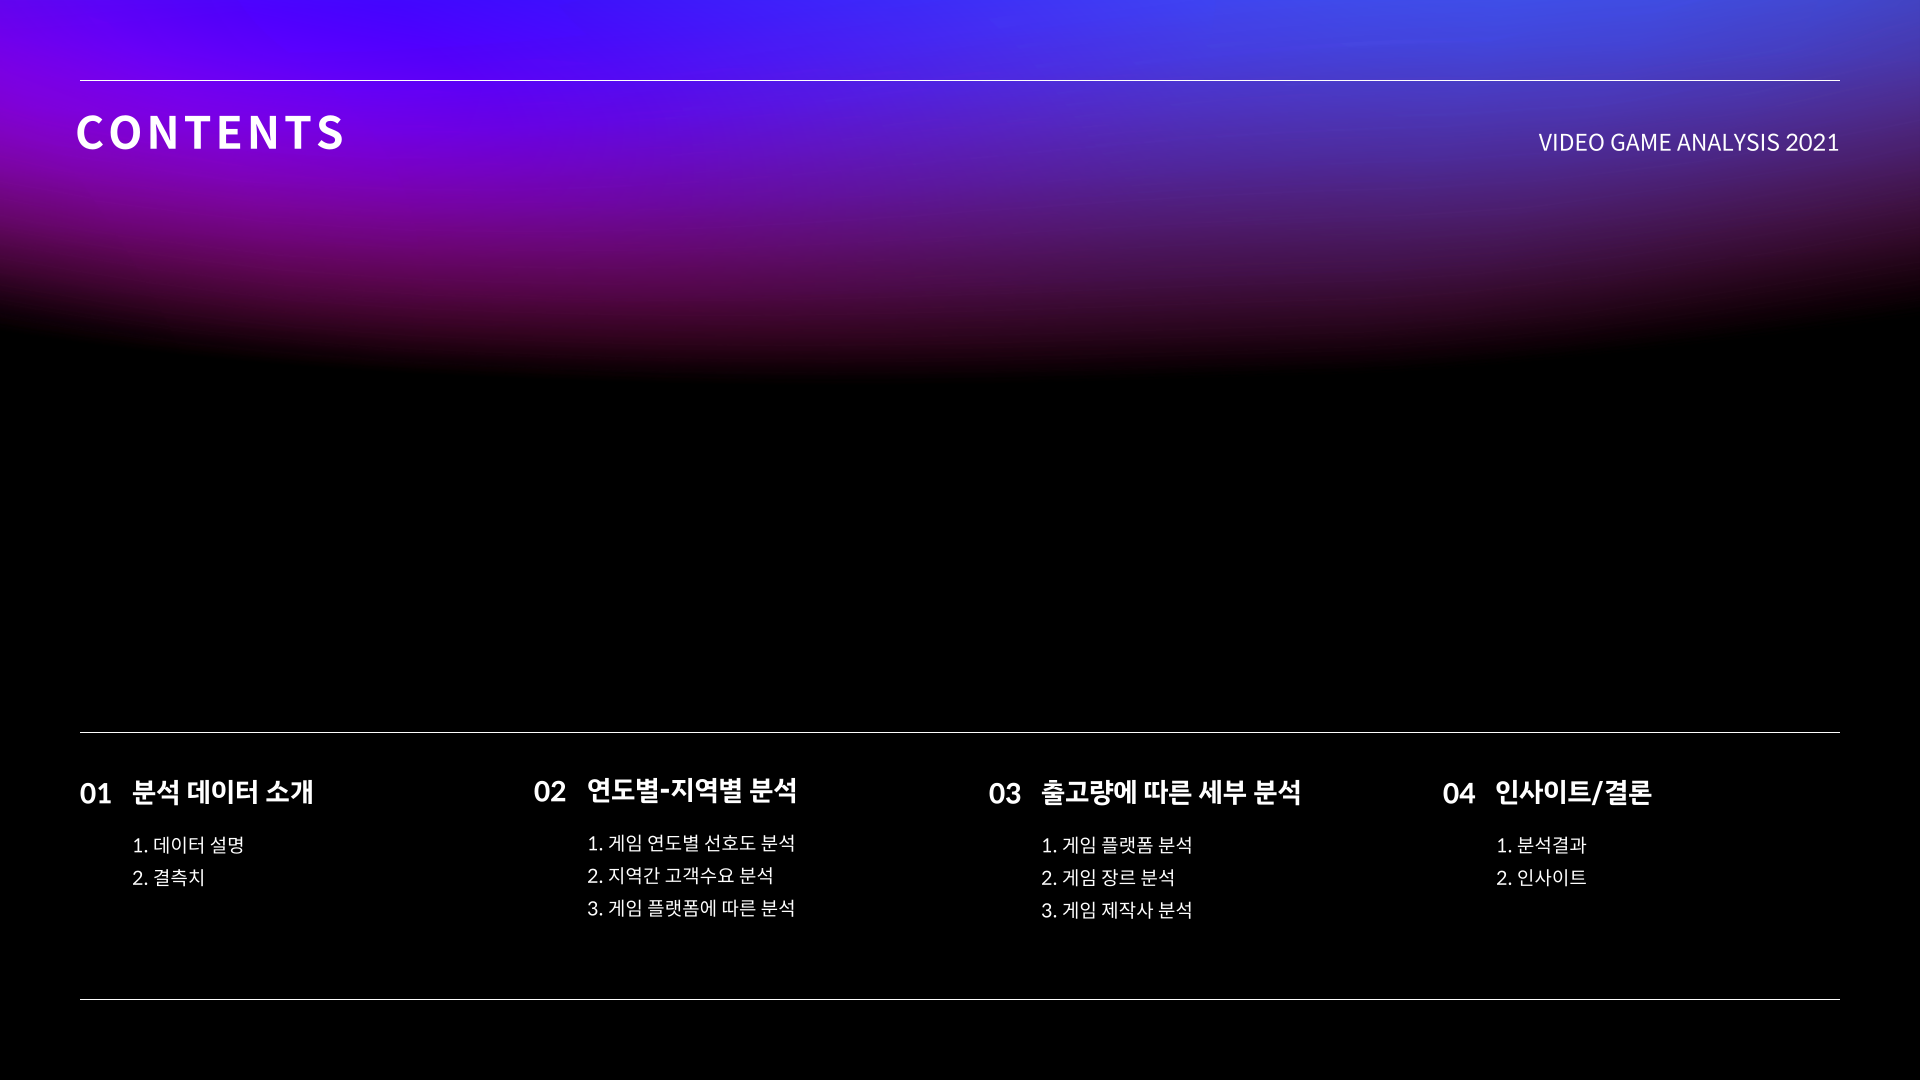 CONTENTS
VIDEO GAME ANALYSIS 2021
01 분석 데이터 소개
1. 데이터 설명
2. 결측치
02 연도별-지역별 분석
1. 게임 연도별 선호도 분석
2. 지역간 고객수요 분석
3. 게임 플랫폼에 따른 분석
03 출고량에 따른 세부 분석
1. 게임 플랫폼 분석
2. 게임 장르 분석
3. 게임 제작사 분석
04 인사이트/결론
1. 분석결과
2. 인사이트